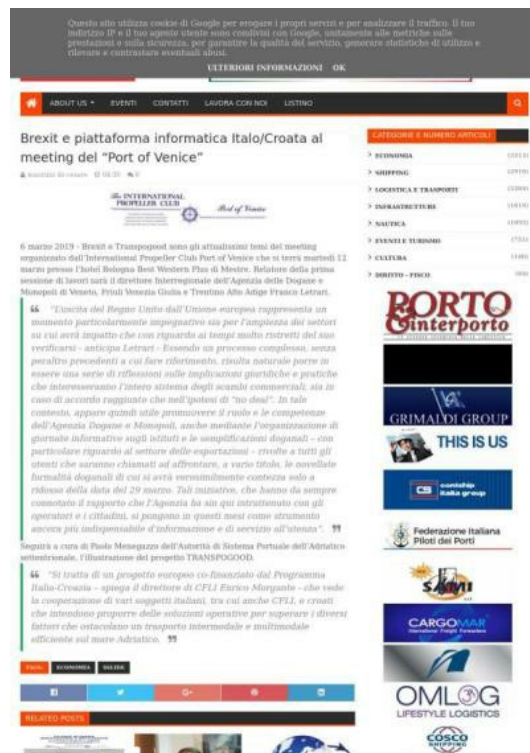 Questo sito utilizza cookie di Google per erogare i propri servizi e per analizzare il traffico. Il tuo
indirizzo IP e il tuo agente utente sono condivisi con Google, unitamente alle metriche sulle
prestazioni e sulla sicurezza, per garantire la qualità del servizio, generare statistiche di utilizzo e
rilevare e contrastare eventuali abusi.
ULTERIORI INFORMAZIONI OK
ABOUT US EVENTI CONTATTI LAVORA CON NOI LISTINO
Brexit e piattaforma informatica Italo/Croata al
meeting del "Port of Venice"
The INTERNATIONAL
PROPELLER CLUB
Port of Venice
6 marzo 2019 - Brexit e Transpogood sono gli attualissimi temi del meeting
organizzato dall'International Propeller Club Port of Venice che si terrà martedì 12
marzo presso l'hotel Bologna Best Western Plus di Mestre. Relatore della prima
sessione di lavori sarà il direttore Interregionale dell'Agenzia delle Dogane e
Monopoli di Veneto, Friuli Venezia Giulia e Trentino Alto Adige Franco Letrari.
"L'uscita del Regno Unito dall'Unione europea rappresenta un
momento particolarmente impegnativo sia per l'ampiezza dei settori
su cui avrà impatto che con riguardo ai tempi molto ristretti del suo
verificarsi - anticipa Letrari - Essendo un processo complesso, senza
peraltro precedenti a cui fare riferimento, risulta naturale porre in
essere una serie di riflessioni sulle implicazioni giuridiche e pratiche
che interesseranno l'intero sistema degli scambi commerciali, sia in
caso di accordo raggiunto che nell'ipotesi di "no deal". In tale
contesto, appare quindi utile promuovere il ruolo e le competenze
dell'Agenzia Dogane e Monopoli, anche mediante l'organizzazione di
giornate informative sugli istituti e le semplificazioni doganali - con
particolare riguardo al settore delle esportazioni - rivolte a tutti gli
utenti che saranno chiamati ad affrontare, a vario titolo, le novellate
formalità doganali di cui si avrà verosimilmente contezza solo a
ridosso della data del 29 marzo. Tali iniziative, che hanno da sempre
connotato il rapporto che l'Agenzia ha sin qui intrattenuto con gli
operatori e i cittadini, si pongono in questi mesi come strumento
ancora più indispensabile d'informazione e di servizio all'utenza".
Seguirà a cura di Paolo Menegazzo dell'Autorità di Sistema Portuale dell'Adriatico
settentrionale, l'illustrazione del progetto TRANSPOGOOD.
"Si tratta di un progetto europeo co-finanziato dal Programma
Italia-Croazia - spiega il direttore di CFLI Enrico Morgante - che vede
la cooperazione di vari soggetti italiani, tra cui anche CFLI, e croati
che intendono proporre delle soluzioni operative per superare i diversi
fattori che ostacolano un trasporto intermodale e multimodale
efficiente sul mare Adriatico.
ECONOMIA
RELATED POSTS
CATEGORIE E NUMERO ARTICOLI
ECONOMIA
SHIPPING
LOGISTICA E TRASPORTI
INFRASTRUTTURE
NAUTICA
EVENTI E TURISMO
CULTURA
DIRITTO - FISCO
PORTO
&interporto
GRIMALDI GROUP
THIS IS US
contship
italia group
Federazione Italiana
Piloti dei Porti
SAMI
CARGOMAR
International Freight Forwarders
OMLOG
LIFESTYLE LOGISTICS
COSCO
SHIPPING